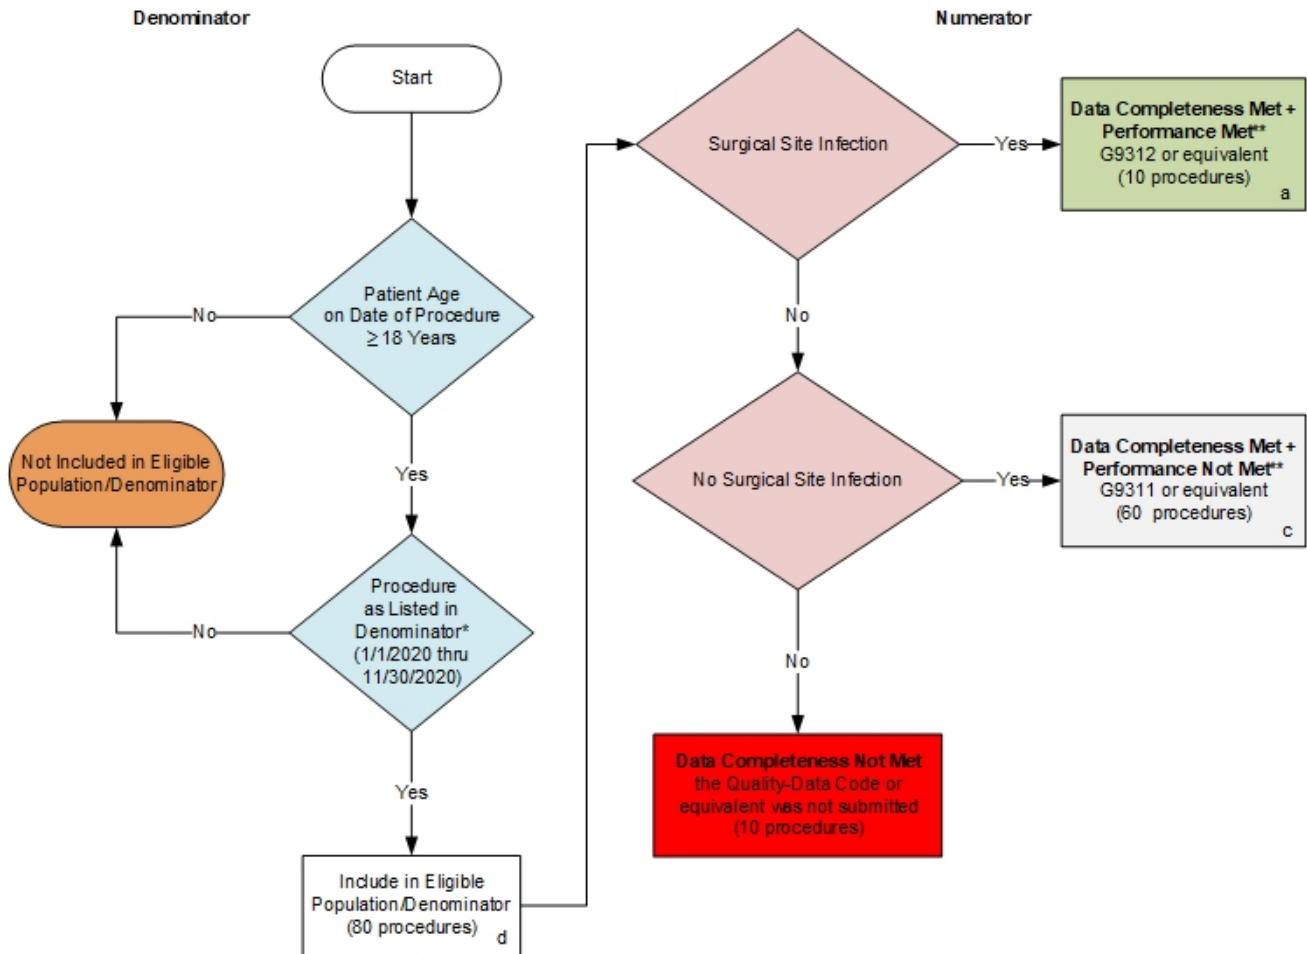 Denominator
Numerator
Start
Patient Age
on Date of Procedure
≥ 18 Years
No
Yes
Not Included in Eligible
Population/Denominator
Procedure
as Listed in
Denominator*
(1/1/2020 thru
11/30/2020)
No
Yes
Include in Eligible
Population/Denominator
(80 procedures)
d
Surgical Site Infection
Yes
Data Completeness Met +
Performance Met**
G9312 or equivalent
(10 procedures)
a
No
No Surgical Site Infection
Yes
Data Completeness Met +
Performance Not Met**
G9311 or equivalent
(60 procedures)
c
No
Data Completeness Not Met
the Quality-Data Code or
equivalent was not submitted
(10 procedures)